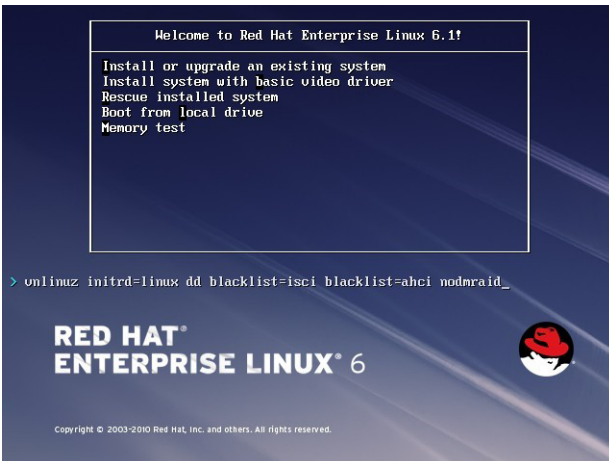 Welcome to Red Hat Enterprise Linux 6.1!
Install or upgrade an existing system
Install system with basic video driver
Rescue installed system
Boot from local drive
Memory test
> vmlinuz initrd=linux dd blacklist=isci blacklist=ahci nodmraid_
RED HAT®
ENTERPRISE LINUX® 6
Copyright © 2003-2010 Red Hat, Inc. and others. All rights reserved.